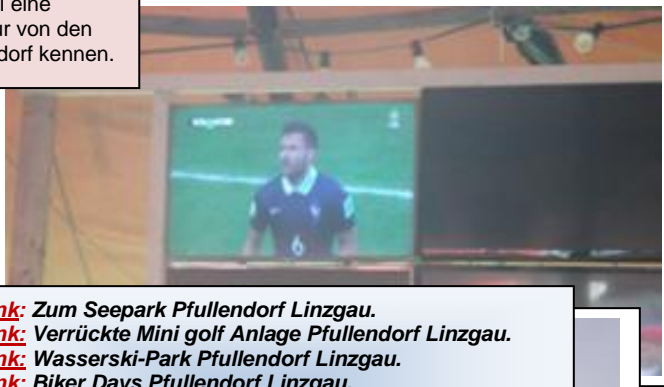 eine
ur von den
dorf kennen.
6
nk: Zum Seepark Pfullendorf Linzgau.
nk: Verrückte Mini golf Anlage Pfullendorf Linzgau.
nk: Wasserski-Park Pfullendorf Linzgau.
nk: Biker Days Pfullendorf Linzgau.